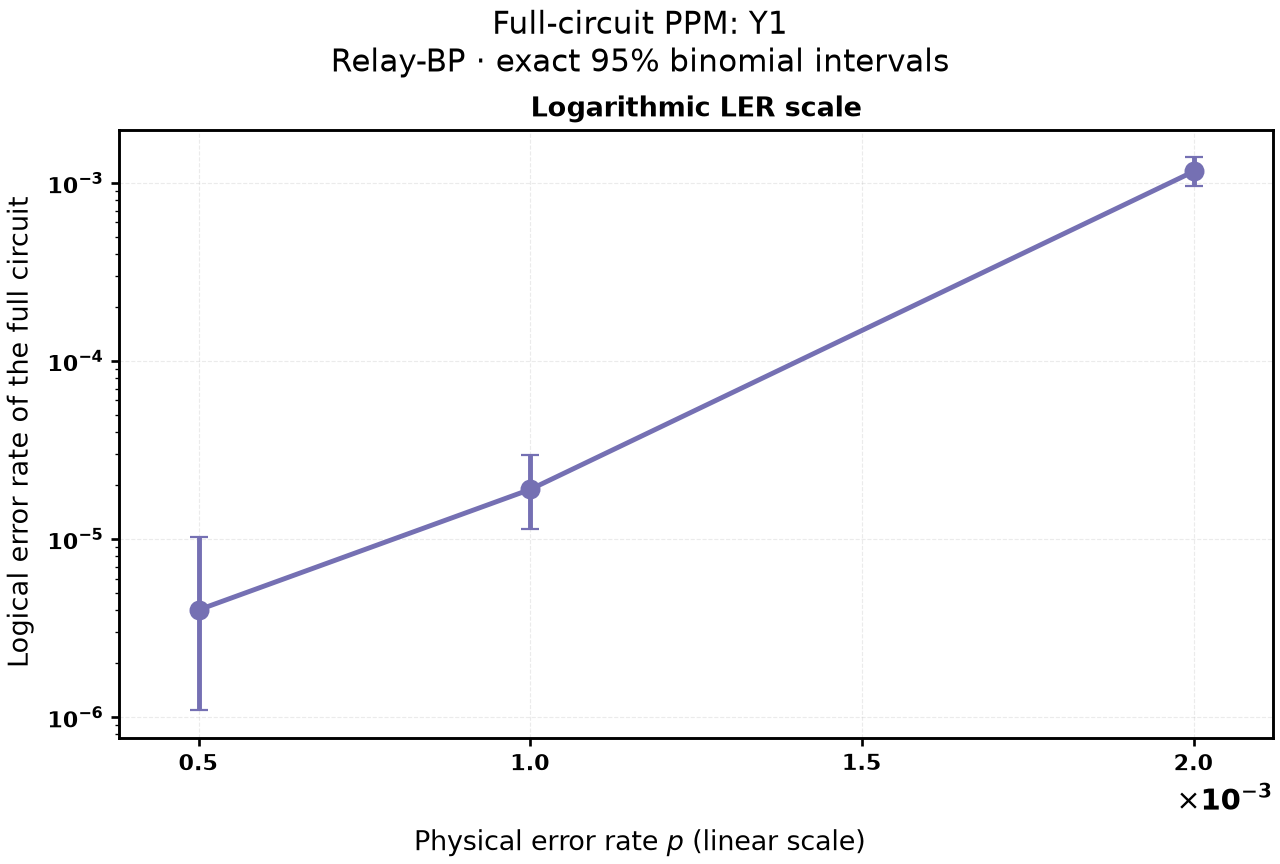 Full-circuit PPM: Y1
Relay-BP · exact 95% binomial intervals
Logarithmic LER scale
Logical error rate of the full circuit
10⁻³
10⁻⁴
10⁻⁵
10⁻⁶
0.5 1.0 1.5 2.0
×10⁻³
Physical error rate p (linear scale)